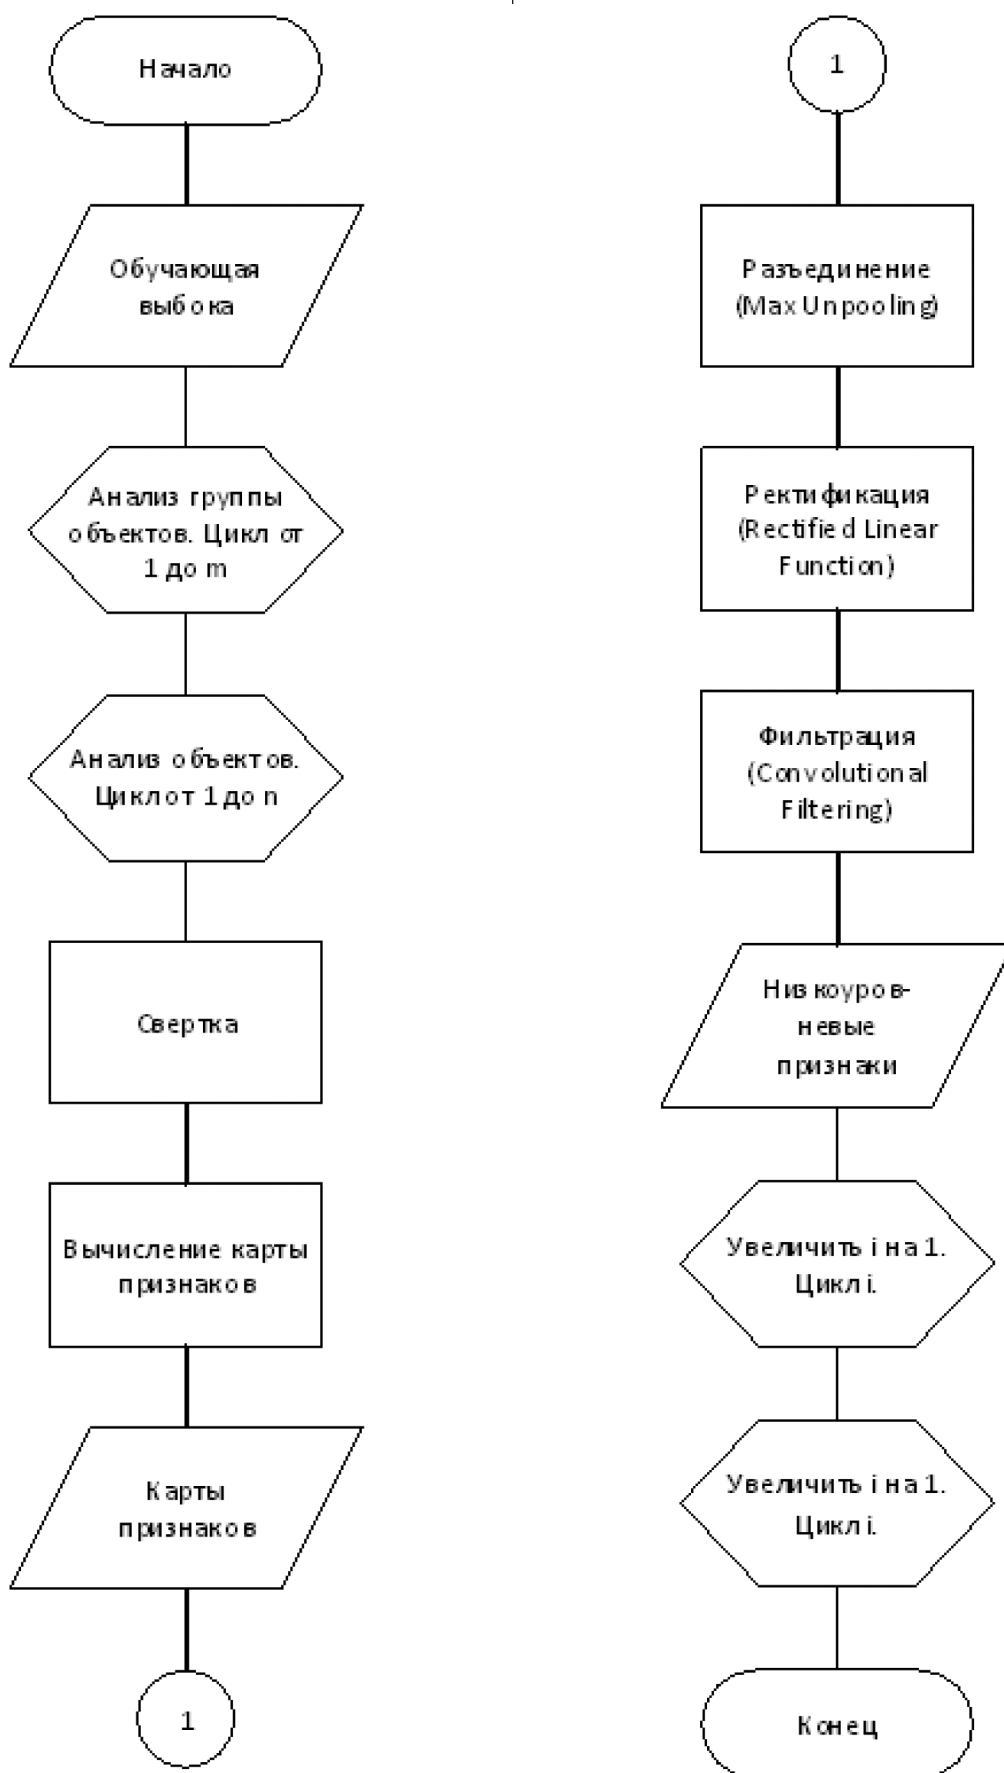 Начало
Обучающая
выбока
Анализ группы
объектов. Цикл от
1 до m
Анализ объектов.
Цикл от 1 до n
Свертка
Вычисление карты
признаков
Карты
признаков
1
1
Разъединение
(Max Unpooling)
Ректификация
(Rectified Linear
Function)
Фильтрация
(Convolutional
Filtering)
Низкоуров-
невые
признаки
Увеличить i на 1.
Цикл i.
Увеличить i на 1.
Цикл i.
Конец